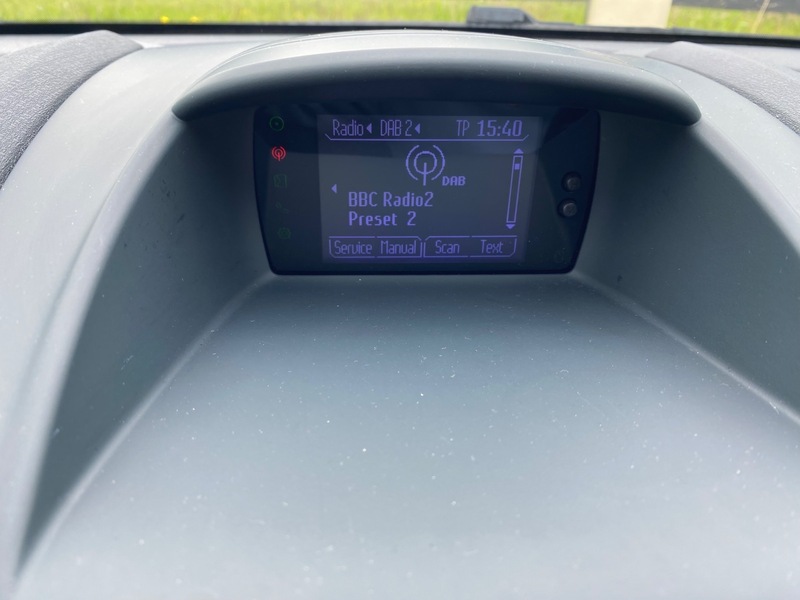 Radio DAB 2 TP 15:40
DAB
BBC Radio2
Preset 2
Service Manual Scan Text